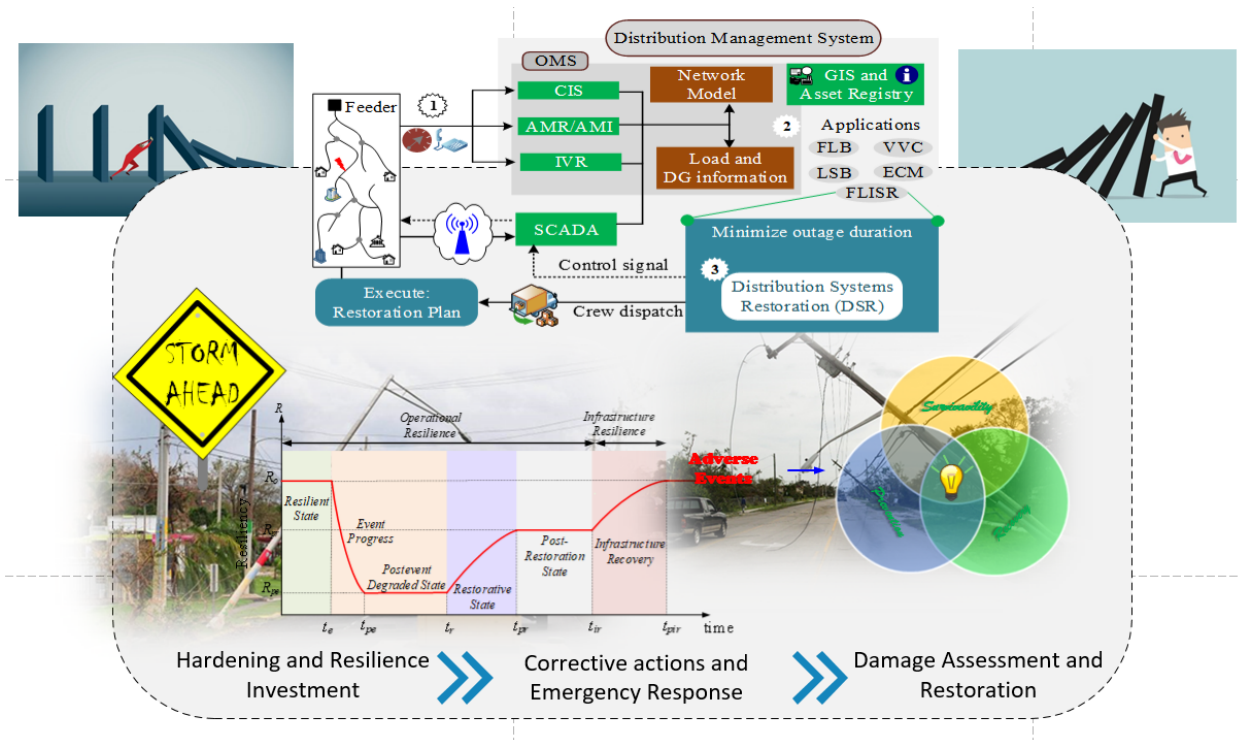 Distribution Management System
OMS
CIS
AMR/AMI
IVR
Network
Model
Load and
DG information
GIS and
Asset Registry
Applications
FLB
VVC
LSB
ECM
FLISR
Feeder
1
2
SCADA
Minimize outage duration
3
Distribution Systems
Restoration (DSR)
Control signal
Crew dispatch
Execute:
Restoration Plan
STORM
AHEAD
R
Operational
Resilience
Infrastructure
Resilience
Adverse
Events
Survivability
Recovery
Resiliency
R₀
Rpe
Resilient
State
Event
Progress
Postevent
Degraded State
Restorative
State
Post-
Restoration
State
Infrastructure
Recovery
te
tpe
tr
tpr
tir
tpir
time
Hardening and Resilience
Investment
Corrective actions and
Emergency Response
Damage Assessment and
Restoration